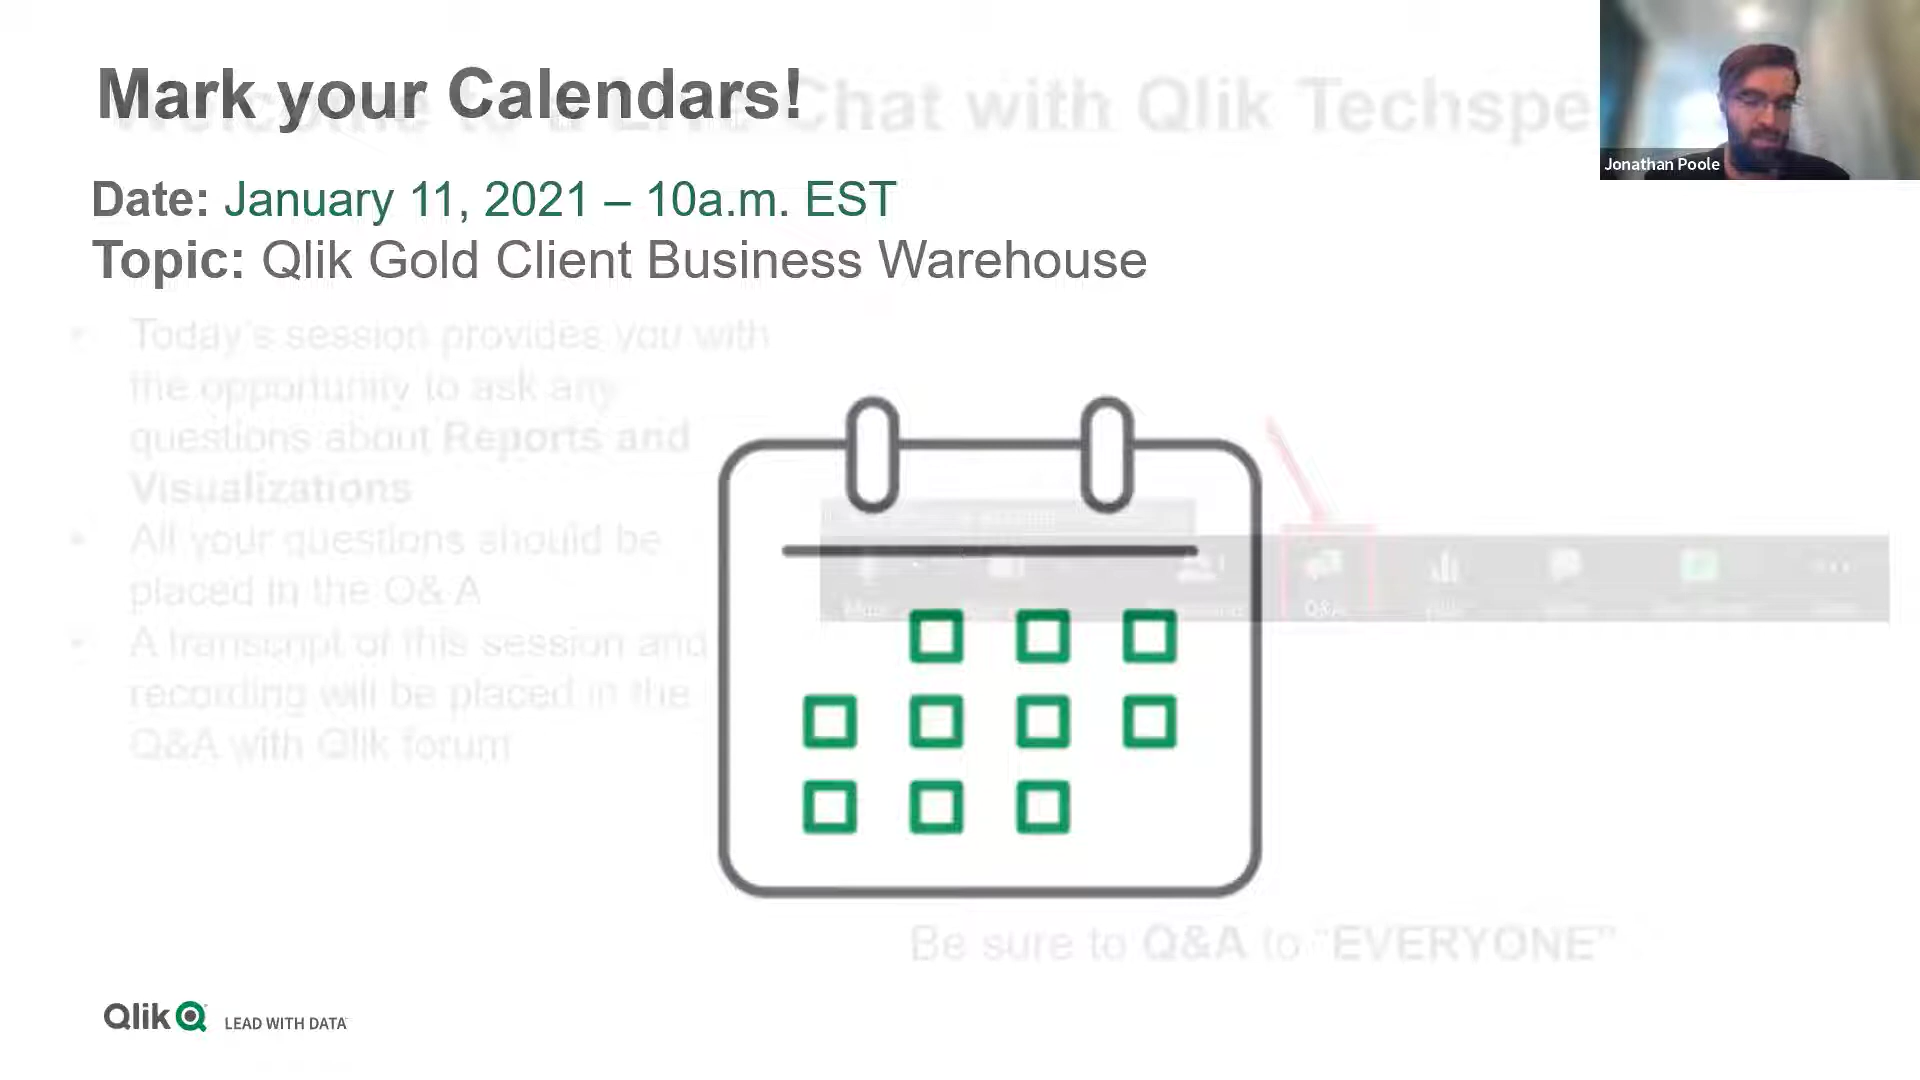 Mark your Calendars!
Welcome to a Live Chat with Qlik Techspe
Jonathan Poole
Date: January 11, 2021 – 10a.m. EST
Topic: Qlik Gold Client Business Warehouse
Today's session provides you with
the opportunity to ask any
questions about Reports and
Visualizations
All your questions should be
placed in the Q& A
A transcript of this session and
recording will be placed in the
Q&A with Qlik forum
Q&A
Be sure to Q&A to "EVERYONE"
Qlik LEAD WITH DATA